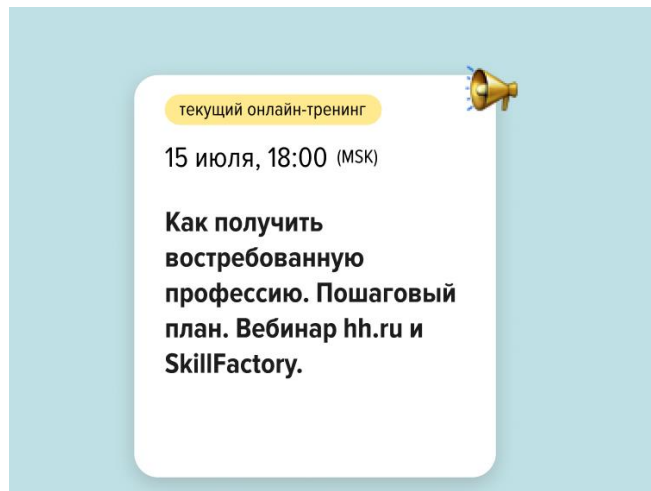 текущий онлайн-тренинг
15 июля, 18:00 (MSK)
Как получить
востребованную
профессию. Пошаговый
план. Вебинар hh.ru и
SkillFactory.